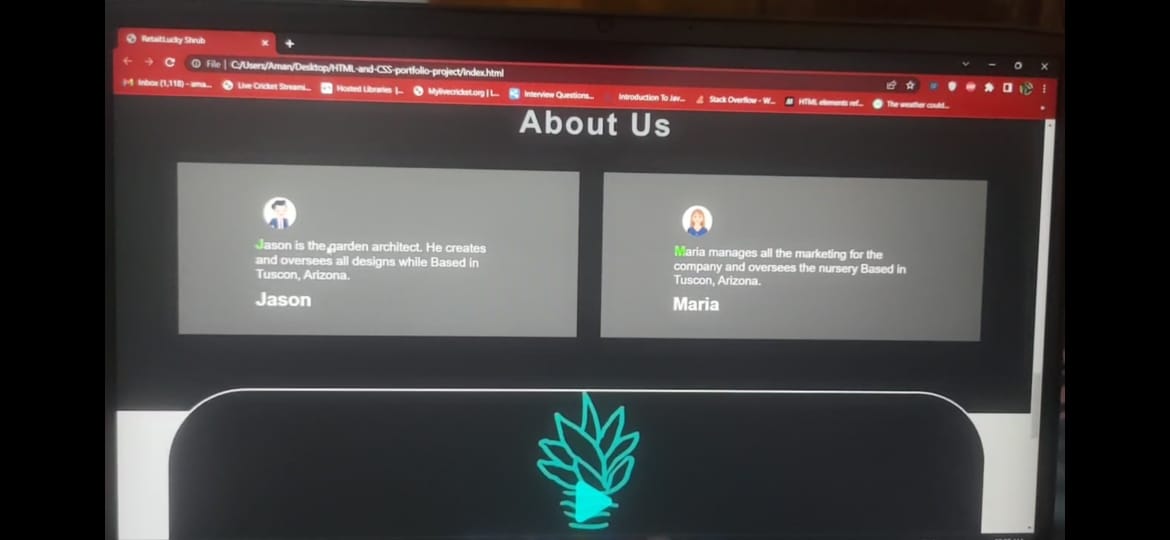 RetaitLucky Shrub
File | C:/Users/Aman/Desktop/HTML-and-CSS-portfolio-project/index.html
Inbox (1,118) - ama... Live Cricket Streami... Hosted Libraries |... Mylivecricket.org | L... Interview Questions... Introduction To Jav... Stack Overflow - W... HTML elements ref... The weather could...
About Us
Jason is the garden architect. He creates
and oversees all designs while Based in
Tuscon, Arizona.
Jason
Maria manages all the marketing for the
company and oversees the nursery Based in
Tuscon, Arizona.
Maria